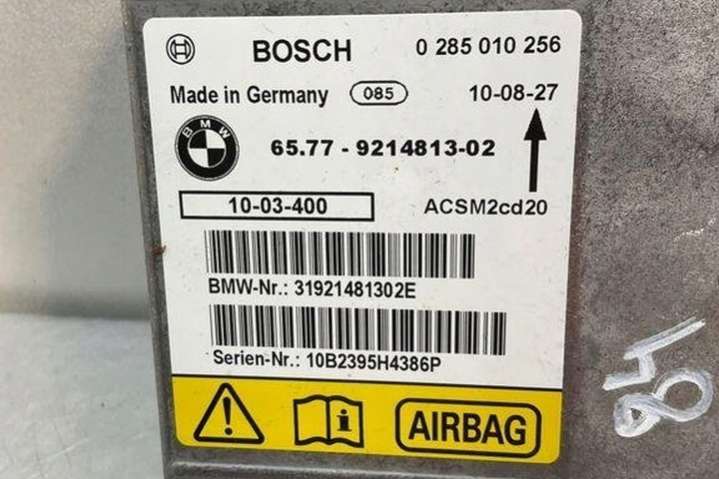 BOSCH 0 285 010 256
Made in Germany 085 10-08-27
BMW 65.77 - 9214813-02
10-03-400 ACSM2cd20
BMW-Nr.: 31921481302E
Serien-Nr.: 10B2395H4386P
AIRBAG